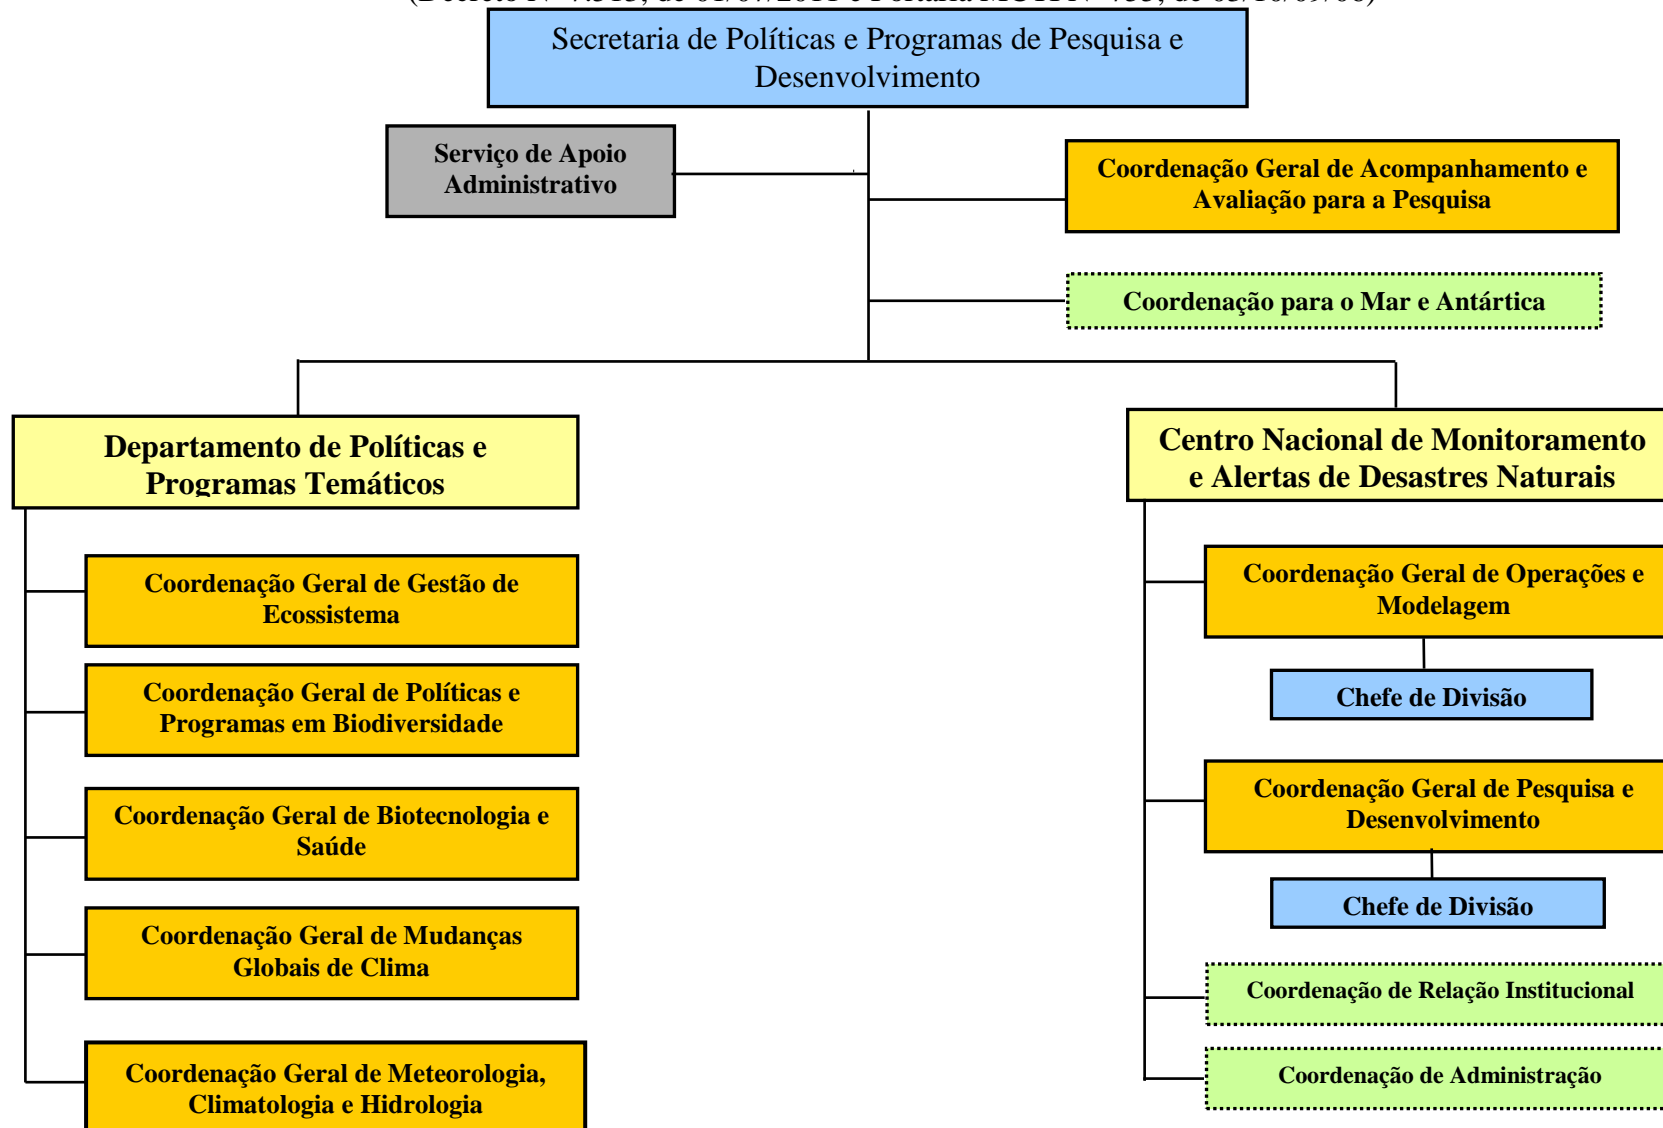 Secretaria de Políticas e Programas de Pesquisa e
Desenvolvimento
Serviço de Apoio
Administrativo
Coordenação Geral de Acompanhamento e
Avaliação para a Pesquisa
Coordenação para o Mar e Antártica
Departamento de Políticas e
Programas Temáticos
Coordenação Geral de Gestão de
Ecossistema
Coordenação Geral de Políticas e
Programas em Biodiversidade
Coordenação Geral de Biotecnologia e
Saúde
Coordenação Geral de Mudanças
Globais de Clima
Coordenação Geral de Meteorologia,
Climatologia e Hidrologia
Centro Nacional de Monitoramento
e Alertas de Desastres Naturais
Coordenação Geral de Operações e
Modelagem
Chefe de Divisão
Coordenação Geral de Pesquisa e
Desenvolvimento
Chefe de Divisão
Coordenação de Relação Institucional
Coordenação de Administração